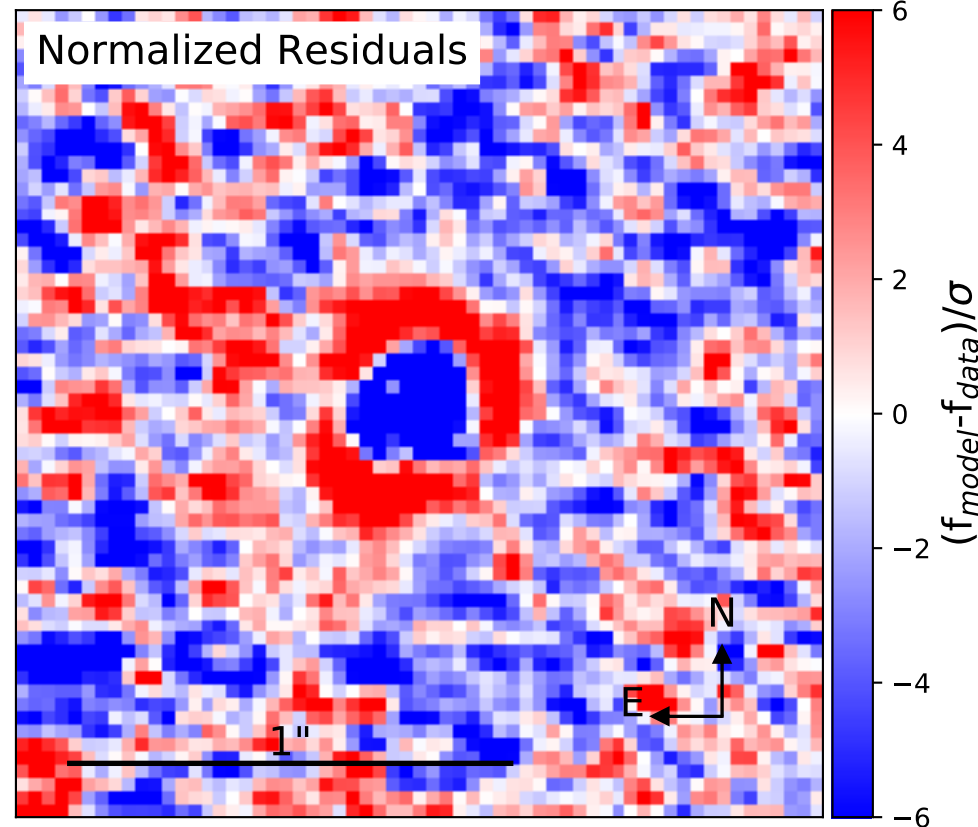 Normalized Residuals
6
4
2
0
−2
−4
−6
(f_model-f_data)/σ
N
E
1"